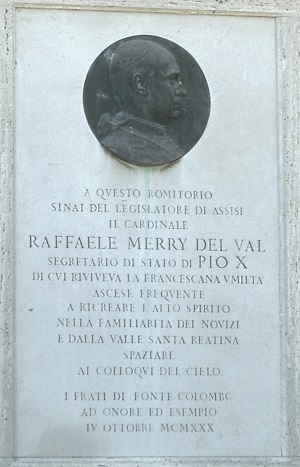 A QVESTO ROMITORIO
SINAI DEL LEGISLATORE DI ASSISI
IL CARDINALE
RAFFAELE MERRY DEL VAL
SEGRETARIO DI STATO DI PIO X
DI CVI RIVIVEVA LA FRANCESCANA VMILTÀ
ASCESE FREQVENTE
A RICREARE L'ALTO SPIRITO
NELLA FAMILIARITÀ DEI NOVIZI
E DALLA VALLE SANTA REATINA
SPAZIARE
AI COLLOQVI DEL CIELO
I FRATI DI FONTE COLOMBO
AD ONORE ED ESEMPIO
IV OTTOBRE MCMXXX